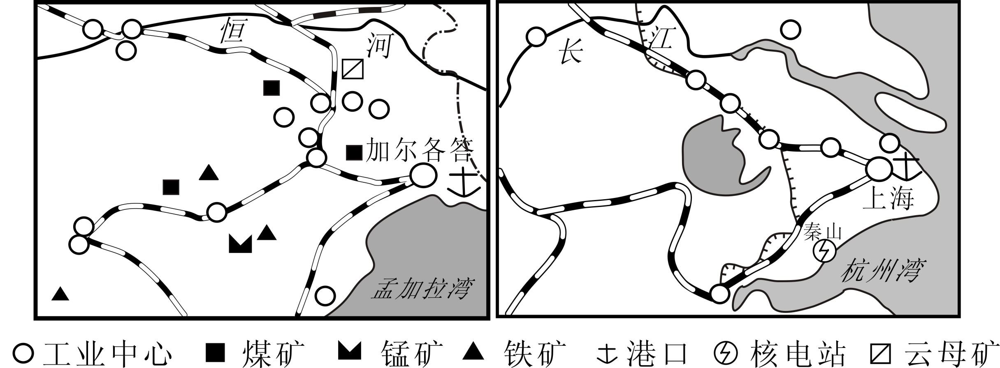 恒河
加尔各答
孟加拉湾
长江
上海
秦山
杭州湾
工业中心 煤矿 锰矿 铁矿 港口 核电站 云母矿